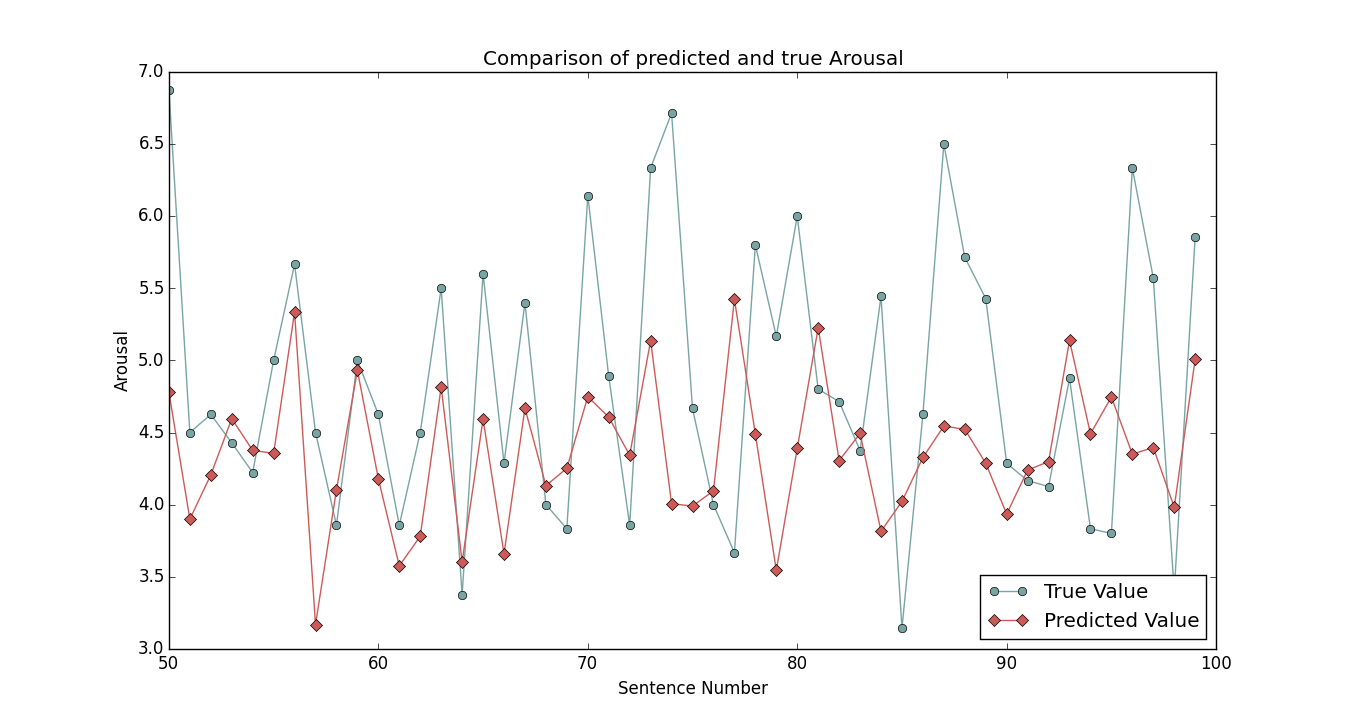 Comparison of predicted and true Arousal
7.0
6.5
6.0
5.5
5.0
4.5
4.0
3.5
3.0
Arousal
50 60 70 80 90 100
Sentence Number
True Value
Predicted Value